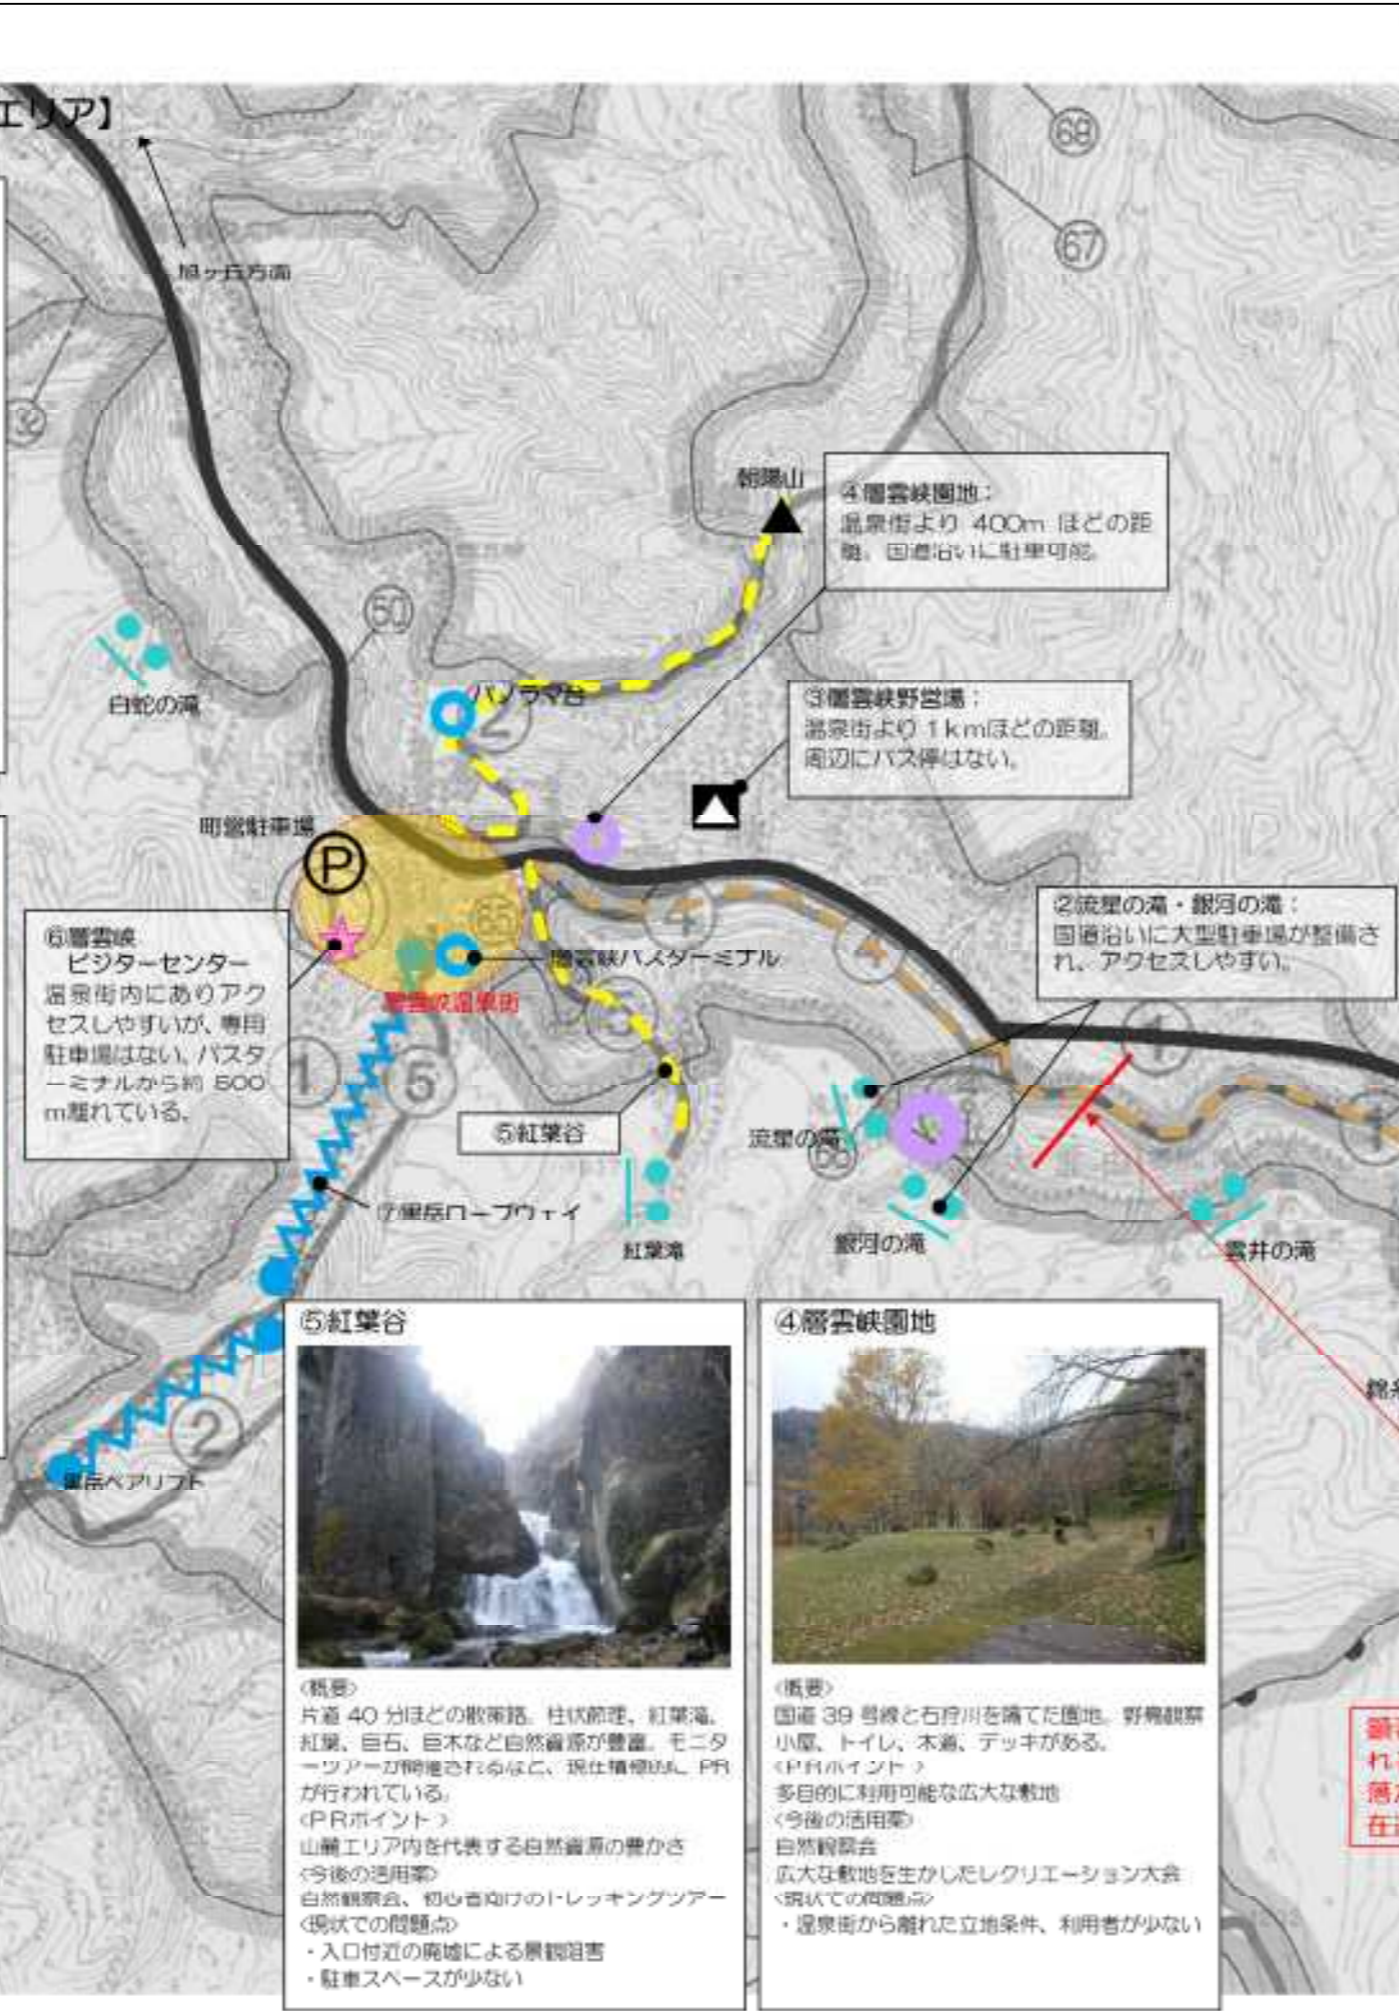 エリア】
68
67
旭ヶ丘方面
32
朝陽山
④層雲峡園地：
温泉街より 400m ほどの距
離。国道沿いに駐車可能。
60
白蛇の滝
パノラマ台
2
③層雲峡野営場：
温泉街より 1kmほどの距離。
周辺にバス停はない。
町営駐車場
P
②流星の滝・銀河の滝：
国道沿いに大型駐車場が整備さ
れ、アクセスしやすい。
65
4
4
⑥層雲峡
ビジターセンター
温泉街内にありアク
セスしやすいが、専用
駐車場はない。バスタ
ーミナルから約 500
m離れている。
層雲峡バスターミナル
層雲峡温泉街
3
1
1
6
⑤紅葉谷
流星の滝
66
⑦黒岳ロープウェイ
紅葉滝
銀河の滝
雲井の滝
2
黒岳ペアリフト
⑤紅葉谷
<概要>
片道 40 分ほどの散策路。柱状節理、紅葉滝、
紅葉、巨石、巨木など自然資源が豊富。モニタ
ーツアーが開催されるなど、現在積極的に PR
が行われている。
<ＰＲポイント>
山麓エリア内を代表する自然資源の豊かさ
<今後の活用案>
自然観察会、初心者向けのトレッキングツアー
<現状での問題点>
・入口付近の廃墟による景観阻害
・駐車スペースが少ない
④層雲峡園地
<概要>
国道 39 号線と石狩川を隔てた園地。野鳥観察
小屋、トイレ、木道、デッキがある。
<ＰＲポイント>
多目的に利用可能な広大な敷地
<今後の活用案>
自然観察会
広大な敷地を生かしたレクリエーション大会
<現状での問題点>
・温泉街から離れた立地条件、利用者が少ない